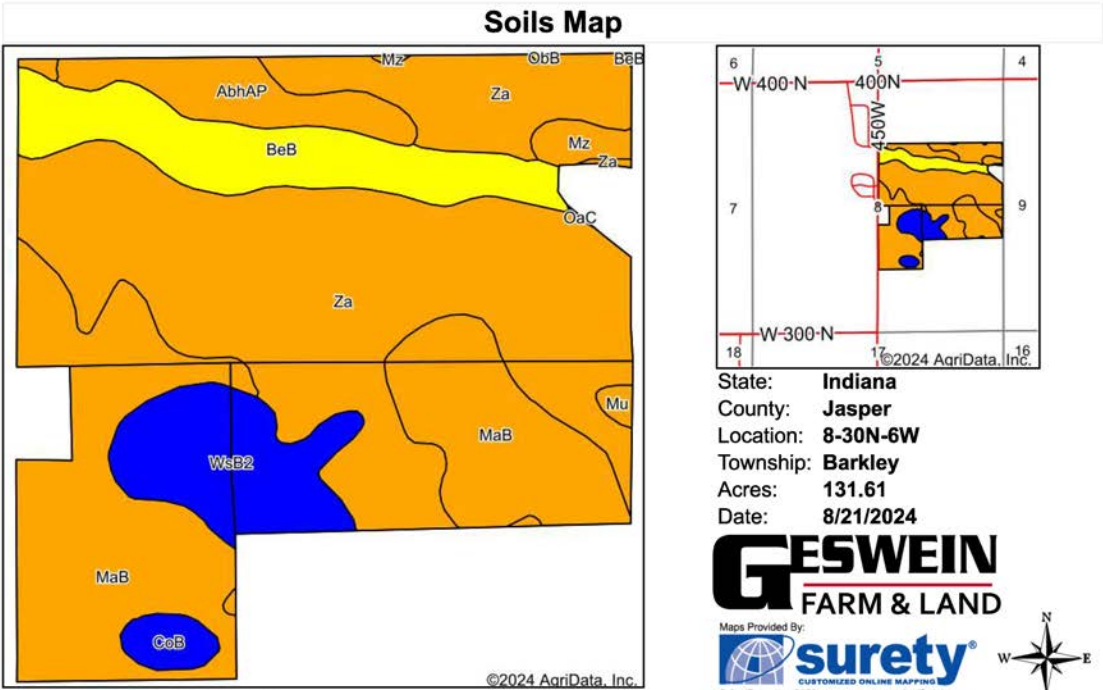 Soils Map
Mz
ObB
BeB
AbhAP
Za
BeB
Mz
Za
OaC
Za
MaB
Mu
WsB2
MaB
CoB
©2024 AgriData, Inc.
6
5
4
W 400 N
400N
450W
7
8
9
W 300 N
18
17
16
©2024 AgriData, Inc.
State: Indiana
County: Jasper
Location: 8-30N-6W
Township: Barkley
Acres: 131.61
Date: 8/21/2024
GESWEIN
FARM & LAND
Maps Provided By:
surety®
CUSTOMIZED ONLINE MAPPING
N
W E